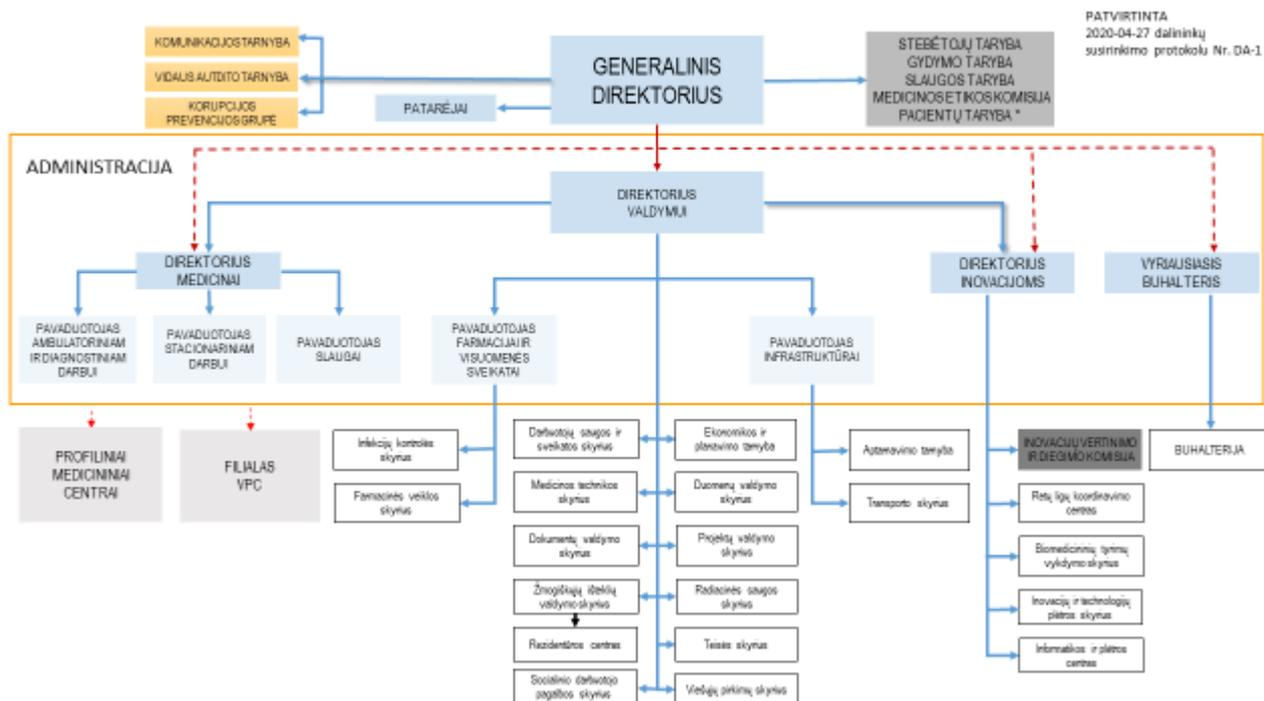 PATVIRTINTA
2020-04-27 dalininkų
susirinkimo protokolu Nr. DA-1
KOMUNIKACIJOS TARNYBA
VIDAUS AUTDITO TARNYBA
KORUPCIJOS
PREVENCIJOS GRUPĖ
PATARĖJAI
GENERALINIS
DIREKTORIUS
STEBĖTOJŲ TARYBA
GYDYMO TARYBA
SLAUGOS TARYBA
MEDICINOS ETIKOS KOMISIJA
PACIENTŲ TARYBA *
ADMINISTRACIJA
DIREKTORIUS
VALDYMUI
DIREKTORIUS
MEDICINAI
DIREKTORIUS
INOVACIJOMS
VYRIAUSIASIS
BUHALTERIS
PAVADUOTOJAS
AMBULATORINIAM
IR DIAGNOSTINIAM
DARBUI
PAVADUOTOJAS
STACIONARINIAM
DARBUI
PAVADUOTOJAS
SLAUGAI
PAVADUOTOJAS
FARMACIJAI IR
VISUOMENĖS
SVEIKATAI
PAVADUOTOJAS
INFRASTRUKTŪRAI
PROFILINIAI
MEDICININIAI
CENTRAI
FILIALAS
VPC
Infekcijų kontrolės
skyrius
Farmacinės veiklos
skyrius
Darbuotojų saugos ir
sveikatos skyrius
Medicinos technikos
skyrius
Dokumentų valdymo
skyrius
Žmogiškųjų išteklių
valdymo skyrius
Rezidentūros centras
Socialinio darbuotojo
pagalbos skyrius
Ekonomikos ir
planavimo tarnyba
Duomenų valdymo
skyrius
Projektų valdymo
skyrius
Radiacinės saugos
skyrius
Teisės skyrius
Viešųjų pirkimų skyrius
Aptarnavimo tarnyba
Transporto skyrius
INOVACIJŲ VERTINIMO
IR DIEGIMO KOMISIJA
Retų ligų koordinavimo
centras
Biomedicininių tyrimų
vykdymo skyrius
Inovacijų ir technologijų
plėtros skyrius
Informatikos ir plėtros
centras
BUHALTERIJA